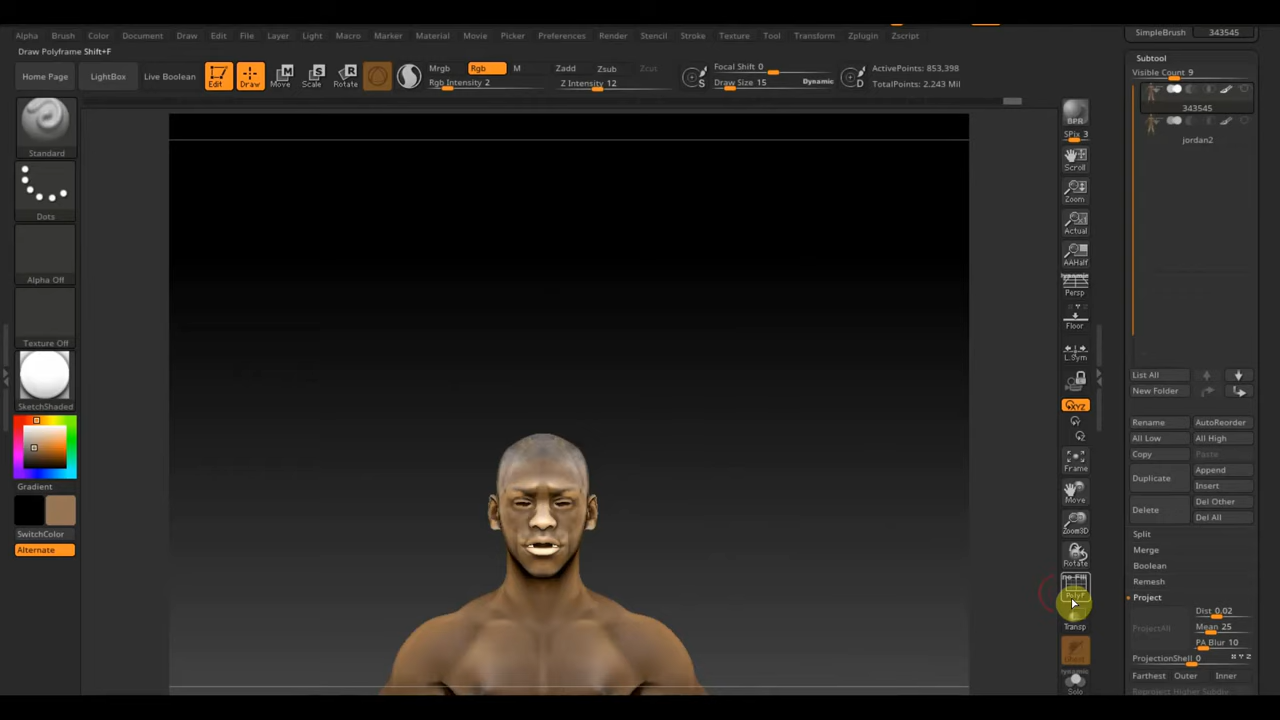 SimpleBrush 343545
Alpha Brush Color Document Draw Edit File Layer Light Macro Marker Material Movie Picker Preferences Render Stencil Stroke Texture Tool Transform Zplugin Zscript
Draw Polyframe Shift+F
Home Page LightBox Live Boolean
Edit Draw Move Scale Rotate
Mrgb Rgb M
Rgb Intensity 2
Zadd Zsub Zcut
Z Intensity 12
S
Focal Shift 0
Draw Size 15 Dynamic
D
ActivePoints: 853,398
TotalPoints: 2.243 Mil
Standard
Dots
Alpha Off
Texture Off
SketchShaded
Gradient
SwitchColor
Alternate
BPR
SPix 3
Scroll
Zoom
Actual
AAHalf
Dynamic
Persp
Floor
L.Sym
XYZ
Y
Z
Frame
Move
Zoom3D
Rotate
PolyF
Transp
Ghost
Solo
Subtool
Visible Count 9
343545
jordan2
List All
New Folder
Rename AutoReorder
All Low All High
Copy Paste
Duplicate Append
Insert
Delete Del Other
Del All
Split
Merge
Boolean
Remesh
Project
ProjectAll Dist 0.02
Mean 25
PA Blur 10
ProjectionShell 0 X Y Z
Farthest Outer Inner
Reproject Higher Subdiv